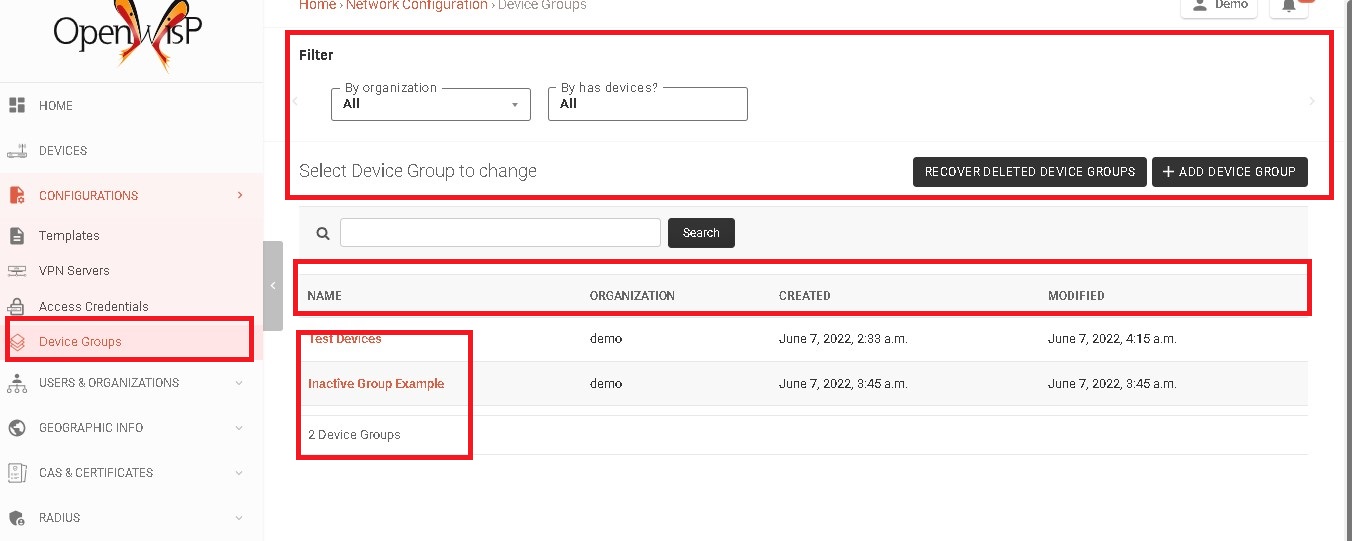 Home › Network Configuration › Device Groups
Demo
OpenWISP
HOME
DEVICES
CONFIGURATIONS
Templates
VPN Servers
Access Credentials
Device Groups
USERS & ORGANIZATIONS
GEOGRAPHIC INFO
CAS & CERTIFICATES
RADIUS
Filter
By organization
All
By has devices?
All
Select Device Group to change
RECOVER DELETED DEVICE GROUPS
ADD DEVICE GROUP
Search
NAME ORGANIZATION CREATED MODIFIED
Test Devices demo June 7, 2022, 2:33 a.m. June 7, 2022, 4:15 a.m.
Inactive Group Example demo June 7, 2022, 3:45 a.m. June 7, 2022, 3:45 a.m.
2 Device Groups